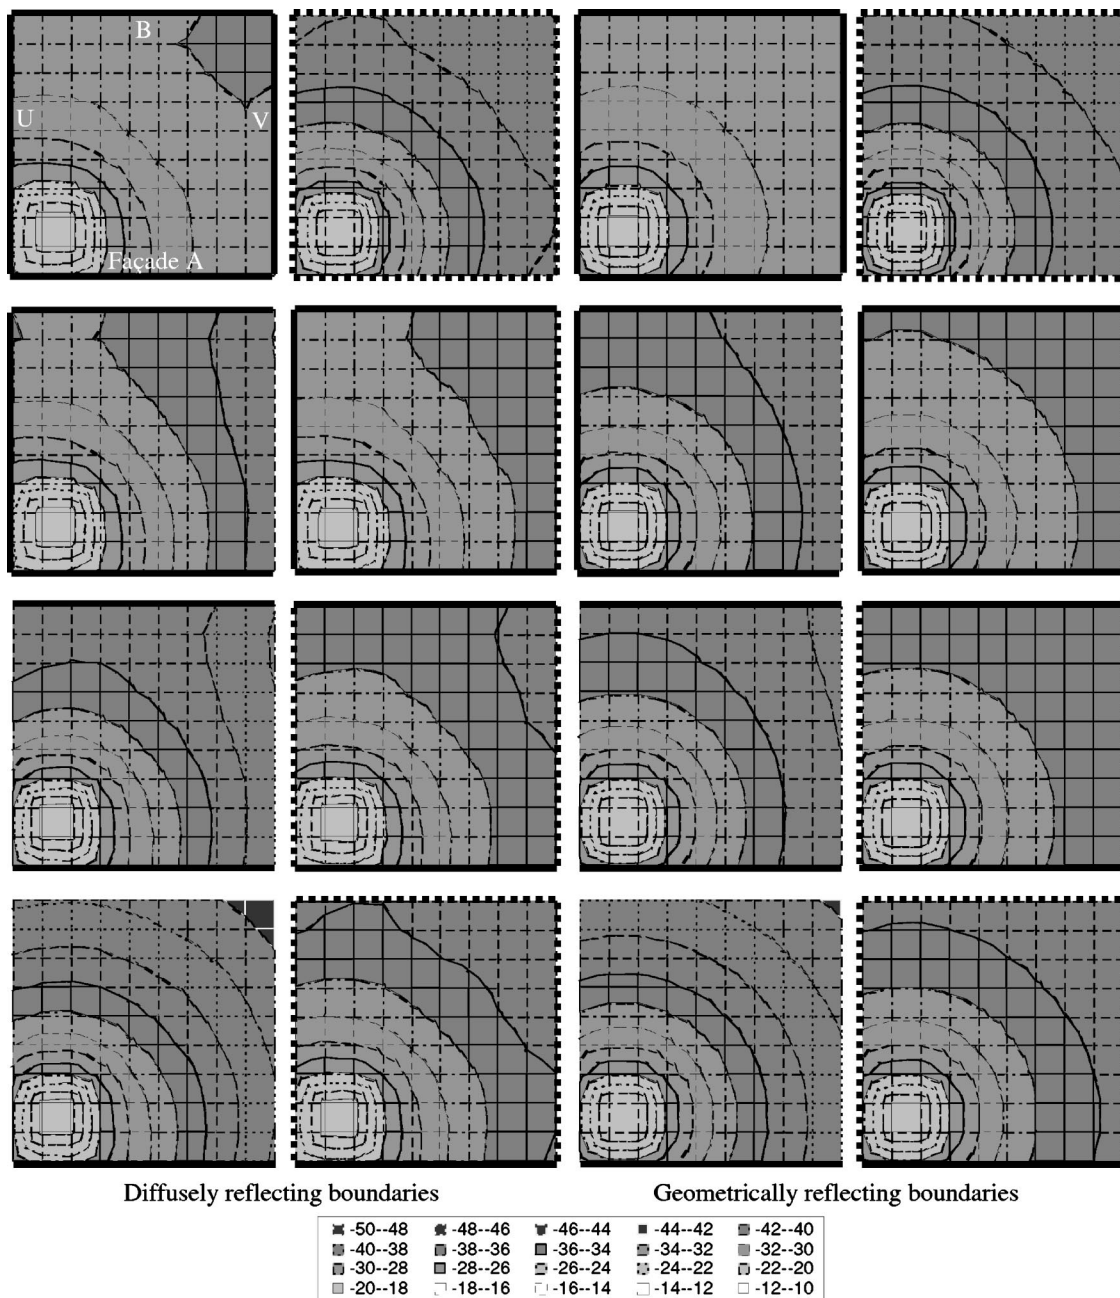 B
U
V
Façade A
Diffusely reflecting boundaries
Geometrically reflecting boundaries
-50--48 -48--46 -46--44 -44--42 -42--40
-40--38 -38--36 -36--34 -34--32 -32--30
-30--28 -28--26 -26--24 -24--22 -22--20
-20--18 -18--16 -16--14 -14--12 -12--10